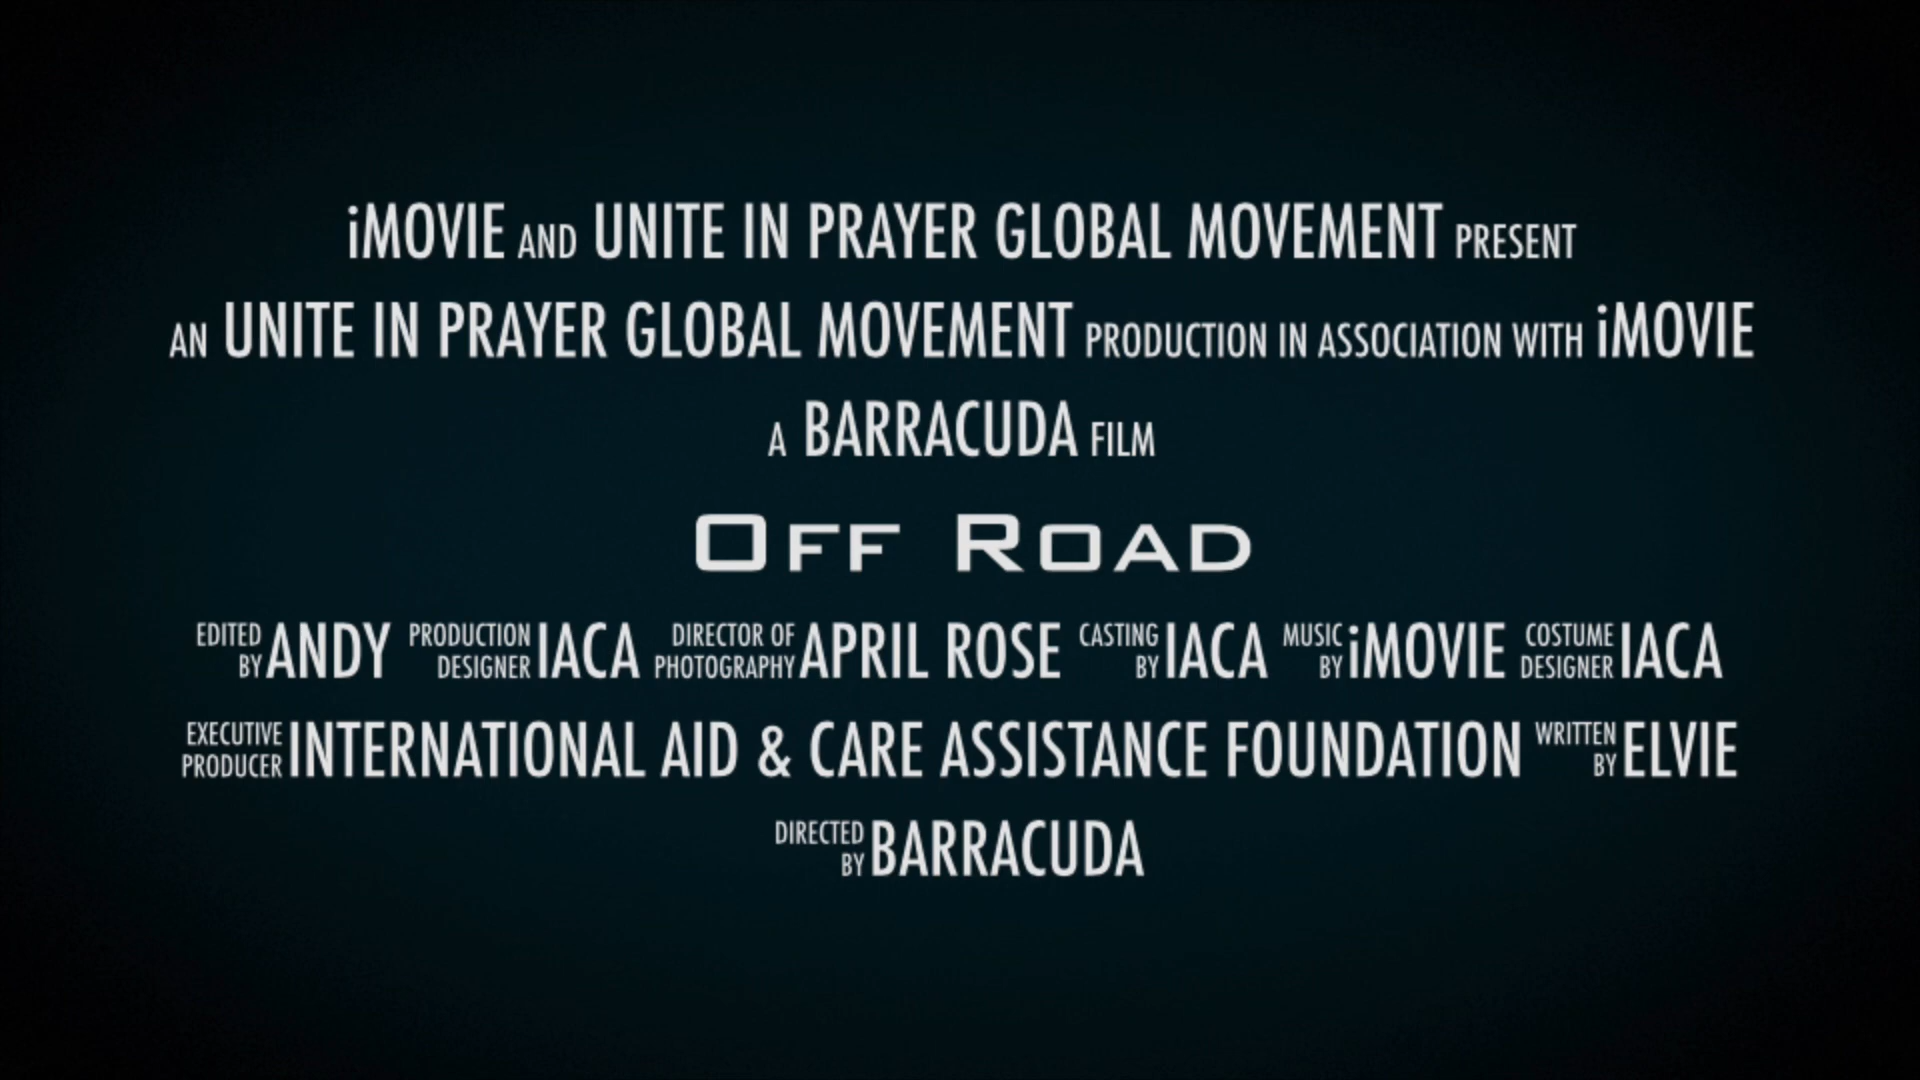 iMOVIE AND UNITE IN PRAYER GLOBAL MOVEMENT PRESENT
AN UNITE IN PRAYER GLOBAL MOVEMENT PRODUCTION IN ASSOCIATION WITH iMOVIE
A BARRACUDA FILM
OFF ROAD
EDITED BY ANDY PRODUCTION DESIGNER IACA DIRECTOR OF PHOTOGRAPHY APRIL ROSE CASTING BY IACA MUSIC BY iMOVIE COSTUME DESIGNER IACA
EXECUTIVE PRODUCER INTERNATIONAL AID & CARE ASSISTANCE FOUNDATION WRITTEN BY ELVIE
DIRECTED BY BARRACUDA